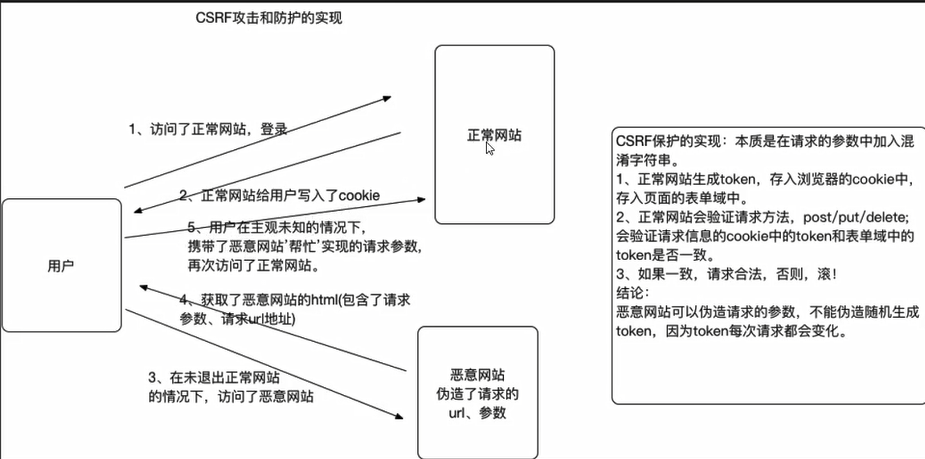 CSRF攻击和防护的实现
1、访问了正常网站，登录
正常网站
2、正常网站给用户写入了cookie
5、用户在主观未知的情况下，
携带了恶意网站'帮忙'实现的请求参数，
再次访问了正常网站。
用户
4、获取了恶意网站的html(包含了请求
参数、请求url地址)
3、在未退出正常网站
的情况下，访问了恶意网站
恶意网站
伪造了请求的
url、参数
CSRF保护的实现：本质是在请求的参数中加入混
淆字符串。
1、正常网站生成token，存入浏览器的cookie中，
存入页面的表单域中。
2、正常网站会验证请求方法，post/put/delete;
会验证请求信息的cookie中的token和表单域中的
token是否一致。
3、如果一致，请求合法，否则，滚！
结论：
恶意网站可以伪造请求的参数，不能伪造随机生成
token，因为token每次请求都会变化。